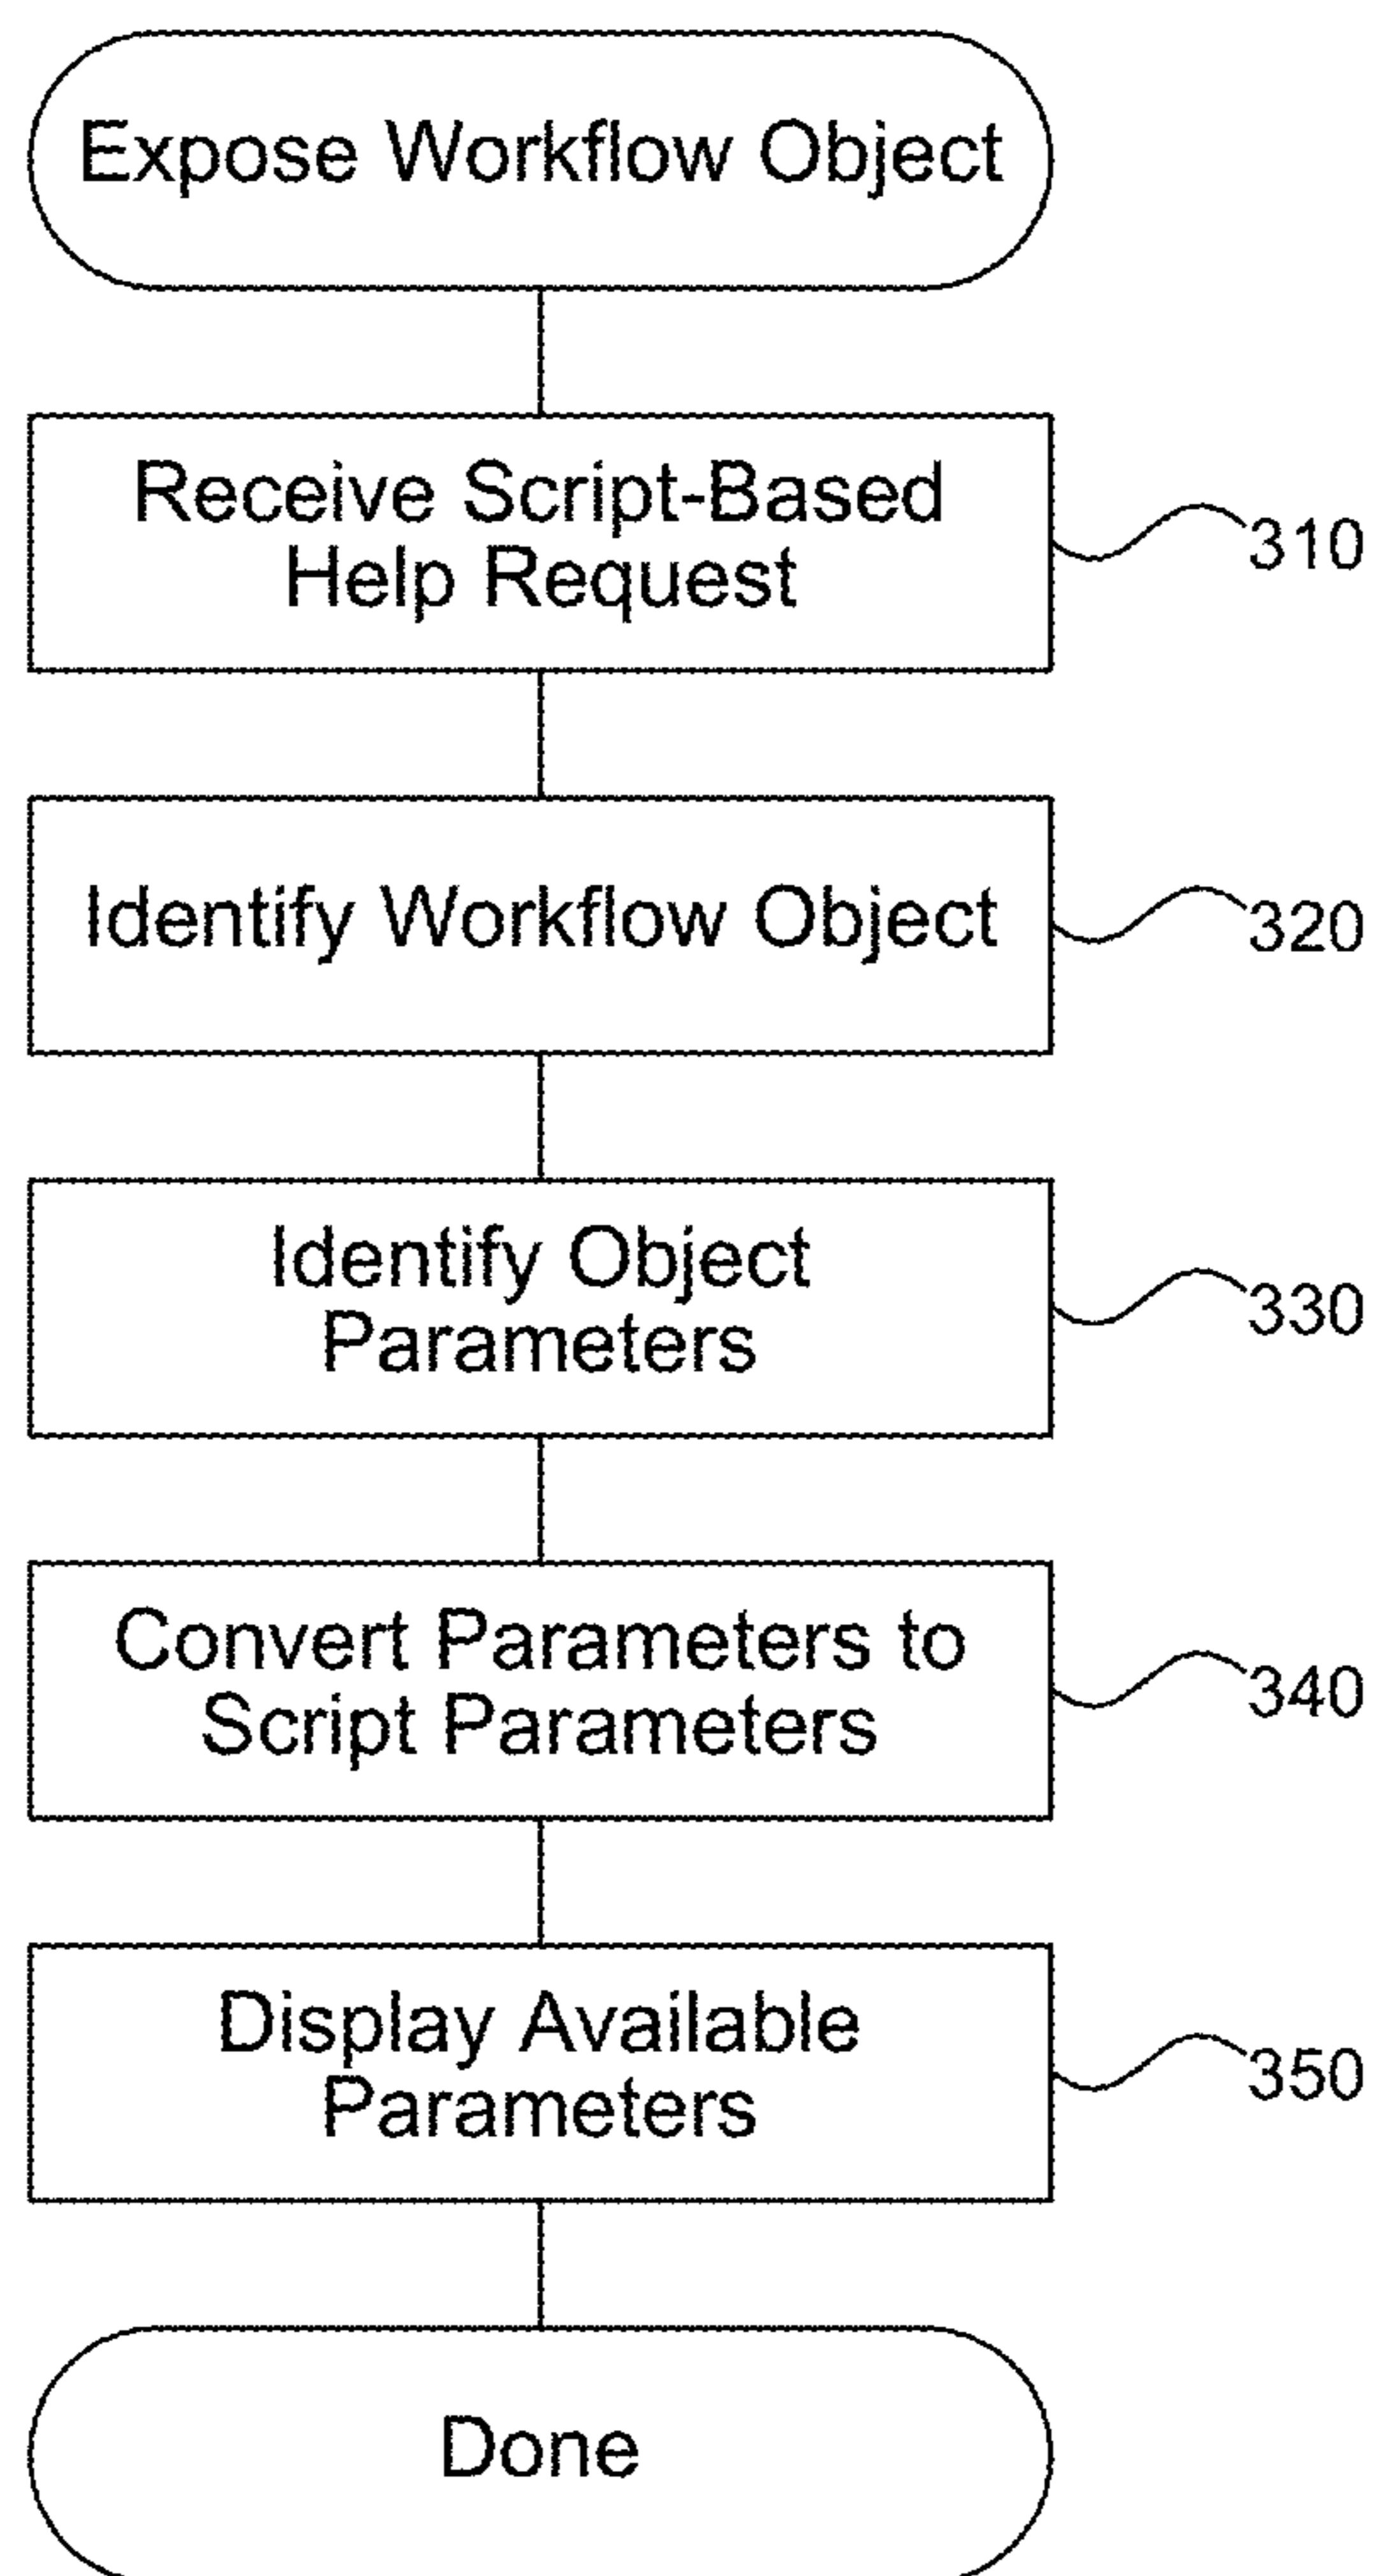 Expose Workflow Object
Receive Script-Based
Help Request
310
Identify Workflow Object
320
Identify Object
Parameters
330
Convert Parameters to
Script Parameters
340
Display Available
Parameters
350
Done